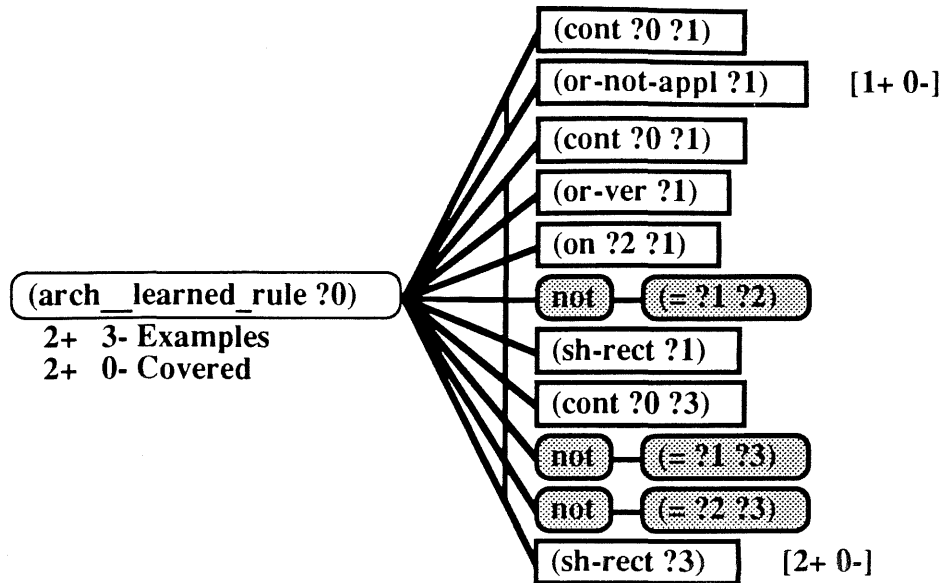 (cont ?0 ?1)
(or-not-appl ?1) [1+ 0-]
(cont ?0 ?1)
(or-ver ?1)
(on ?2 ?1)
(arch__learned_rule ?0)
not (= ?1 ?2)
2+ 3- Examples
(sh-rect ?1)
2+ 0- Covered
(cont ?0 ?3)
not (= ?1 ?3)
not (= ?2 ?3)
(sh-rect ?3) [2+ 0-]